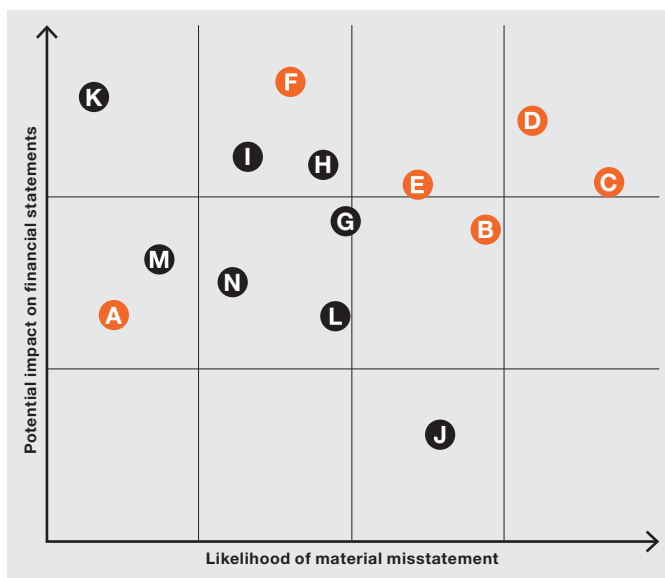 F
K
D
I
H
E
C
G
B
M
N
A
L
J
Potential impact on financial statements
Likelihood of material misstatement